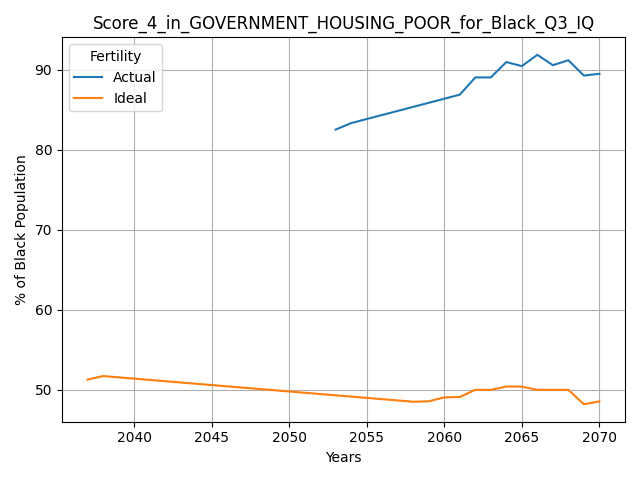 Score_4_in_GOVERNMENT_HOUSING_POOR_for_Black_Q3_IQ
Fertility
Actual
Ideal
% of Black Population
90
80
70
60
50
2040 2045 2050 2055 2060 2065 2070
Years